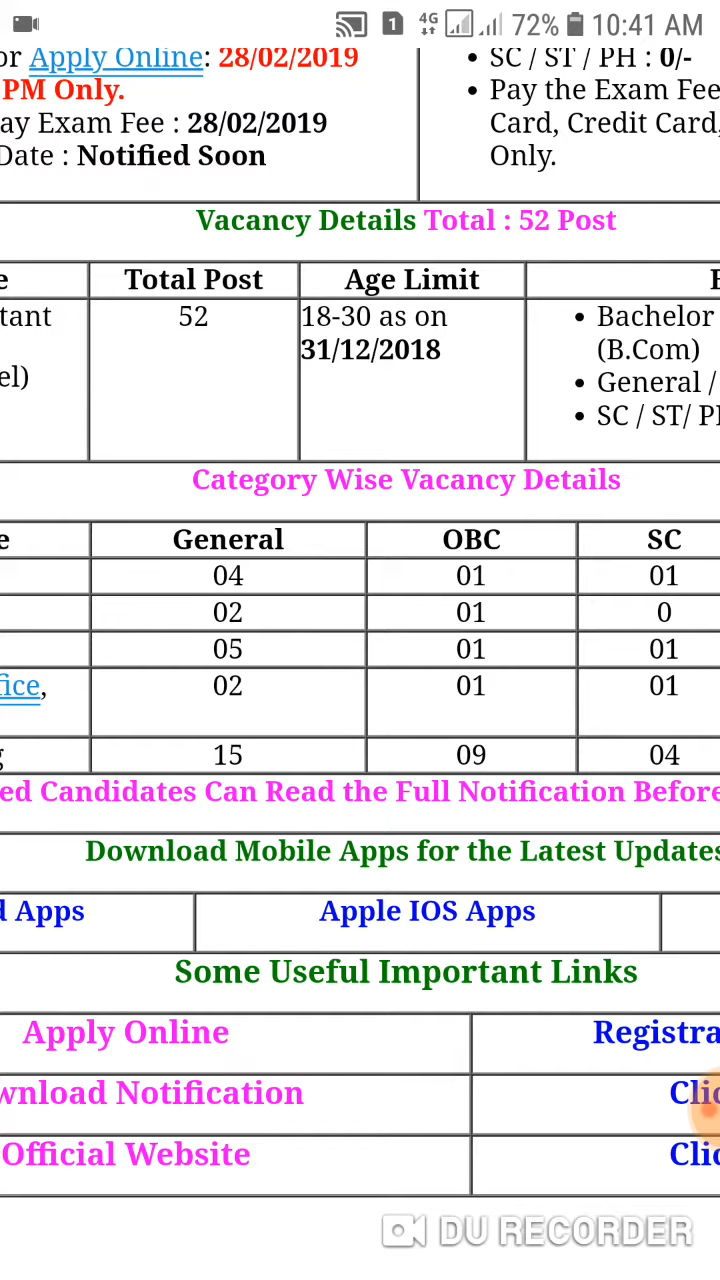 4G 72% 10:41 AM
1
or Apply Online: 28/02/2019
PM Only.
ay Exam Fee : 28/02/2019
Date : Notified Soon
SC / ST / PH : 0/-
Pay the Exam Fee
Card, Credit Card,
Only.
Vacancy Details Total : 52 Post
e Total Post Age Limit E
tant 52 18-30 as on Bachelor
31/12/2018 (B.Com)
el) General /
SC / ST/ PH
Category Wise Vacancy Details
e General OBC SC
04 01 01
02 01 0
05 01 01
fice, 02 01 01
g 15 09 04
ed Candidates Can Read the Full Notification Before
Download Mobile Apps for the Latest Updates
d Apps Apple IOS Apps
Some Useful Important Links
Apply Online Registra
wnload Notification Clic
Official Website Clic
DU RECORDER